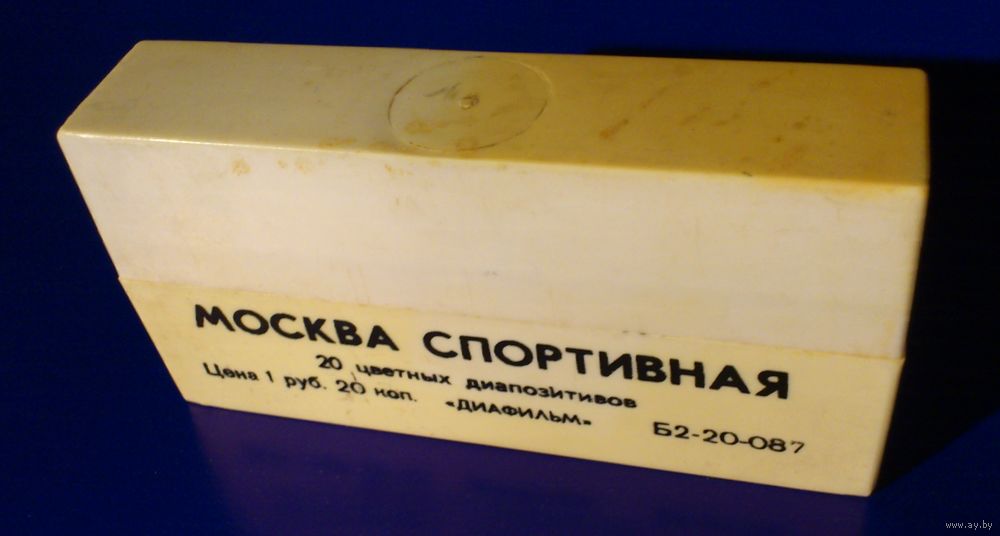 МОСКВА СПОРТИВНАЯ
20 цветных диапозитивов
Цена 1 руб. 20 коп. «ДИАФИЛЬМ» Б2-20-087
www.ay.by